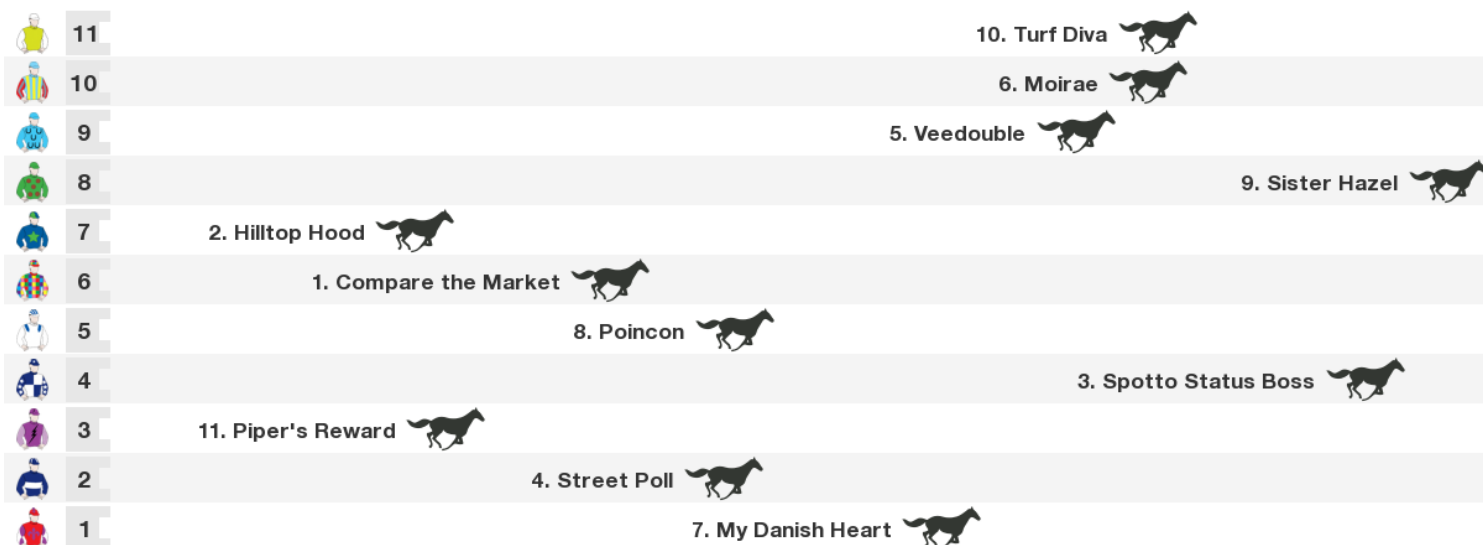 11 10. Turf Diva
10 6. Moirae
9 5. Veedouble
8 9. Sister Hazel
7 2. Hilltop Hood
6 1. Compare the Market
5 8. Poincon
4 3. Spotto Status Boss
3 11. Piper's Reward
2 4. Street Poll
1 7. My Danish Heart